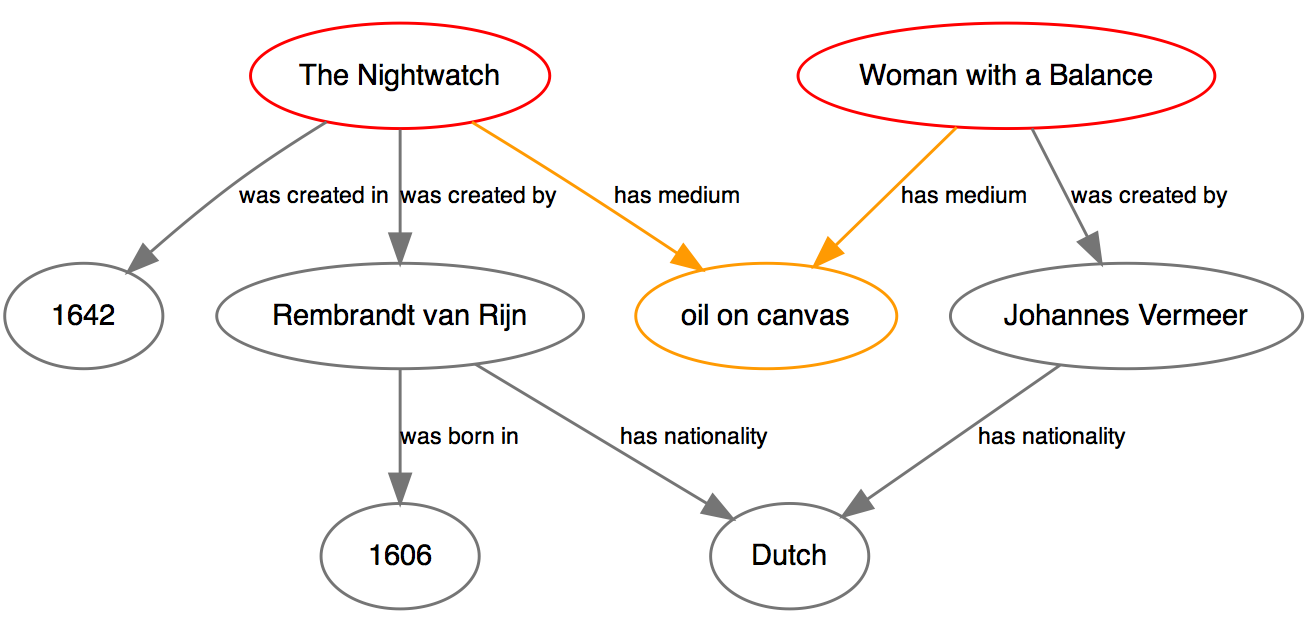 The Nightwatch
Woman with a Balance
was created in
was created by
has medium
has medium
was created by
1642
Rembrandt van Rijn
oil on canvas
Johannes Vermeer
was born in
has nationality
has nationality
1606
Dutch